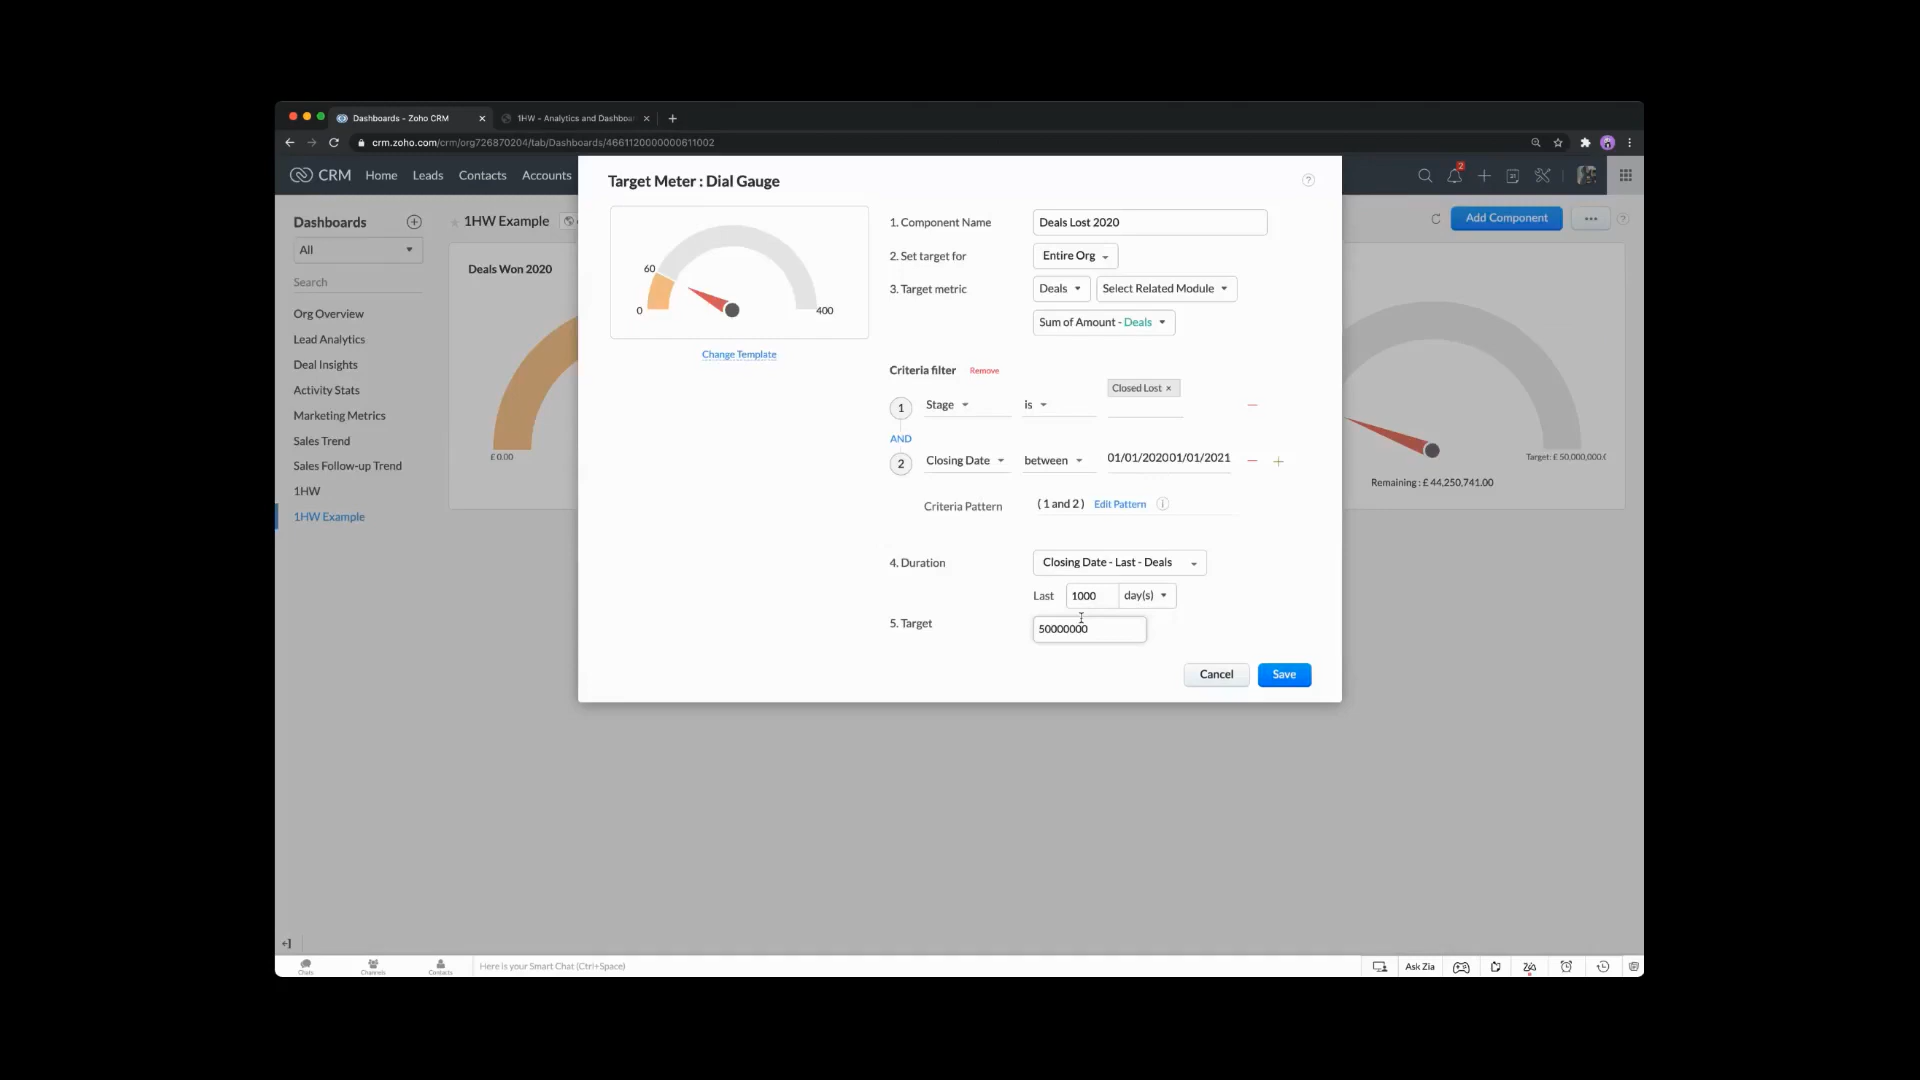 Dashboards - Zoho CRM
1HW - Analytics and Dashboa
crm.zoho.com/crm/org726870204/tab/Dashboards/4661120000000611002
CRM Home Leads Contacts Accounts
2
Target Meter : Dial Gauge
Dashboards
All
Search
Org Overview
Lead Analytics
Deal Insights
Activity Stats
Marketing Metrics
Sales Trend
Sales Follow-up Trend
1HW
1HW Example
1HW Example
Add Component
Deals Won 2020
£ 0.00
60
0
400
Change Template
1. Component Name Deals Lost 2020
2. Set target for Entire Org
3. Target metric Deals Select Related Module
Sum of Amount - Deals
Criteria filter Remove
Closed Lost ×
1 Stage is
AND
2 Closing Date between 01/01/202001/01/2021
Criteria Pattern ( 1 and 2 ) Edit Pattern
4. Duration Closing Date - Last - Deals
Last 1000 day(s)
5. Target 50000000
Cancel Save
Target: £ 50,000,000.0
Remaining : £ 44,250,741.00
Chats Channels Contacts Here is your Smart Chat (Ctrl+Space) Ask Zia